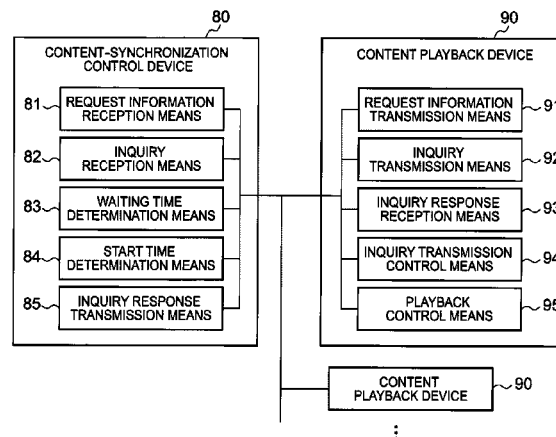 80
CONTENT-SYNCHRONIZATION
CONTROL DEVICE
81
REQUEST INFORMATION
RECEPTION MEANS
82
INQUIRY
RECEPTION MEANS
83
WAITING TIME
DETERMINATION MEANS
84
START TIME
DETERMINATION MEANS
85
INQUIRY RESPONSE
TRANSMISSION MEANS
90
CONTENT PLAYBACK DEVICE
REQUEST INFORMATION
TRANSMISSION MEANS
91
INQUIRY
TRANSMISSION MEANS
92
INQUIRY RESPONSE
RECEPTION MEANS
93
INQUIRY TRANSMISSION
CONTROL MEANS
94
PLAYBACK
CONTROL MEANS
95
CONTENT
PLAYBACK DEVICE
90